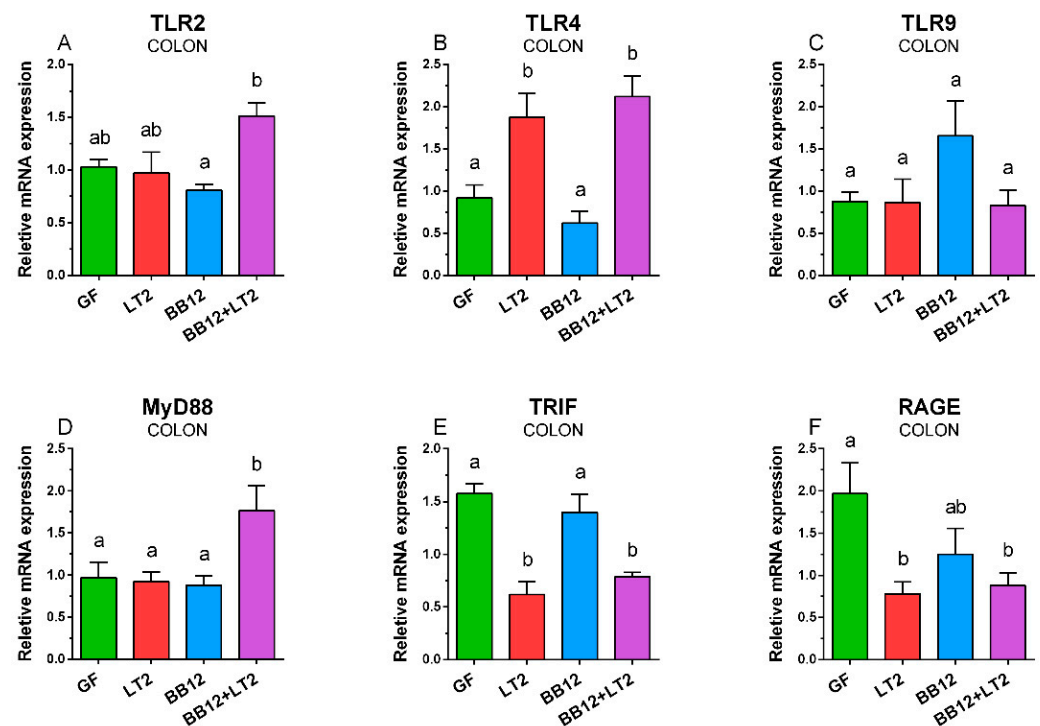 TLR2
A
COLON
Reletive mRNA expression
2.0
1.5
1.0
0.5
0.0
ab
ab
a
b
GF
LT2
BB12
BB12+LT2
TLR4
B
COLON
Reletive mRNA expression
2.5
2.0
1.5
1.0
0.5
0.0
a
b
a
b
GF
LT2
BB12
BB12+LT2
TLR9
C
COLON
Reletive mRNA expression
2.5
2.0
1.5
1.0
0.5
0.0
a
a
a
a
GF
LT2
BB12
BB12+LT2
MyD88
D
COLON
Reletive mRNA expression
2.5
2.0
1.5
1.0
0.5
0.0
a
a
a
b
GF
LT2
BB12
BB12+LT2
TRIF
E
COLON
Reletive mRNA expression
2.0
1.5
1.0
0.5
0.0
a
b
a
b
GF
LT2
BB12
BB12+LT2
RAGE
F
COLON
Reletive mRNA expression
2.5
2.0
1.5
1.0
0.5
0.0
a
b
ab
b
GF
LT2
BB12
BB12+LT2